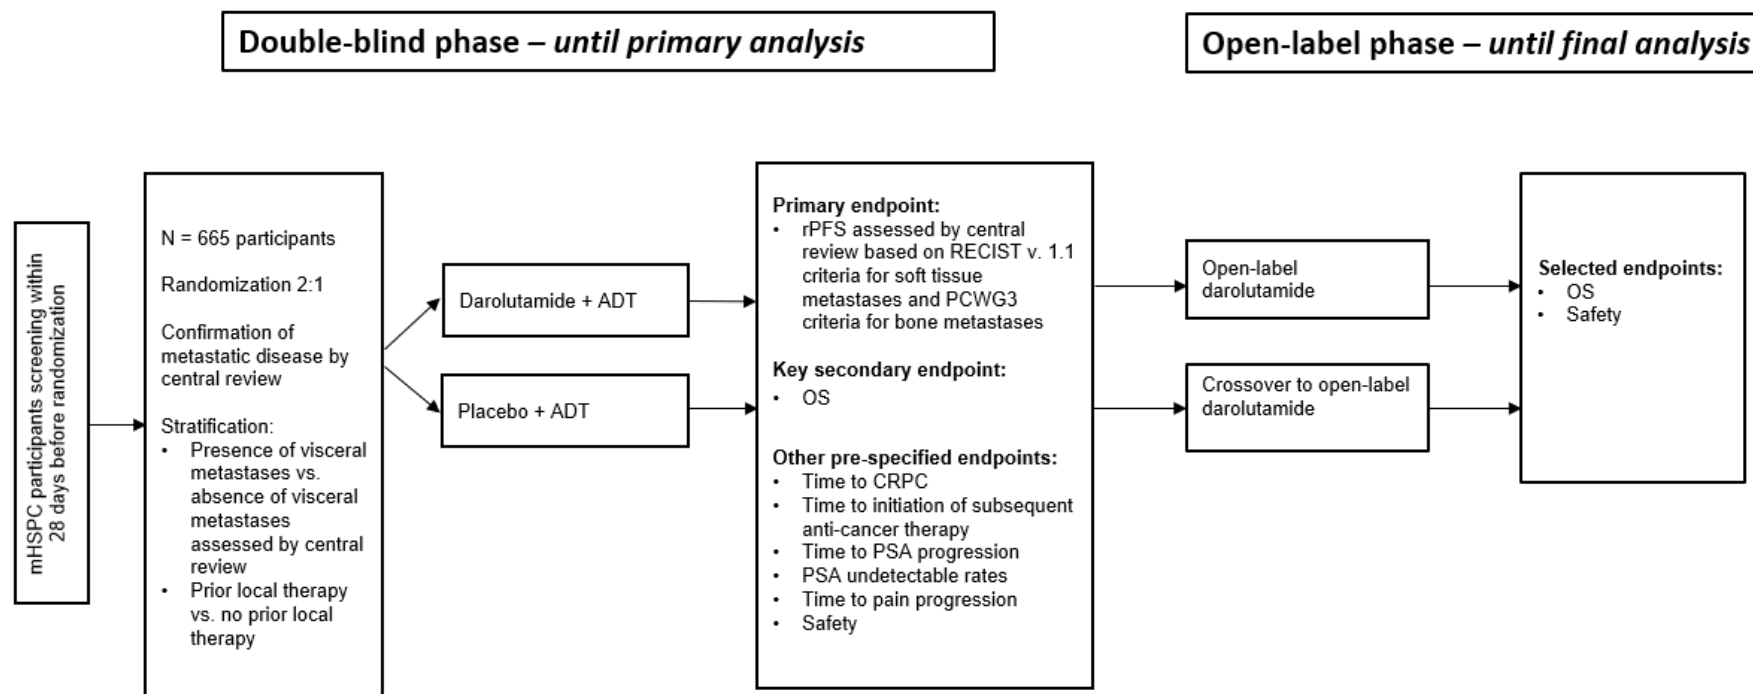 Double-blind phase – until primary analysis
Open-label phase – until final analysis
mHSPC participants screening within
28 days before randomization
N = 665 participants
Randomization 2:1
Confirmation of
metastatic disease by
central review
Stratification:
• Presence of visceral
metastases vs.
absence of visceral
metastases
assessed by central
review
• Prior local therapy
vs. no prior local
therapy
Darolutamide + ADT
Placebo + ADT
Primary endpoint:
• rPFS assessed by central
review based on RECIST v. 1.1
criteria for soft tissue
metastases and PCWG3
criteria for bone metastases
Key secondary endpoint:
• OS
Other pre-specified endpoints:
• Time to CRPC
• Time to initiation of subsequent
anti-cancer therapy
• Time to PSA progression
• PSA undetectable rates
• Time to pain progression
• Safety
Open-label
darolutamide
Crossover to open-label
darolutamide
Selected endpoints:
• OS
• Safety